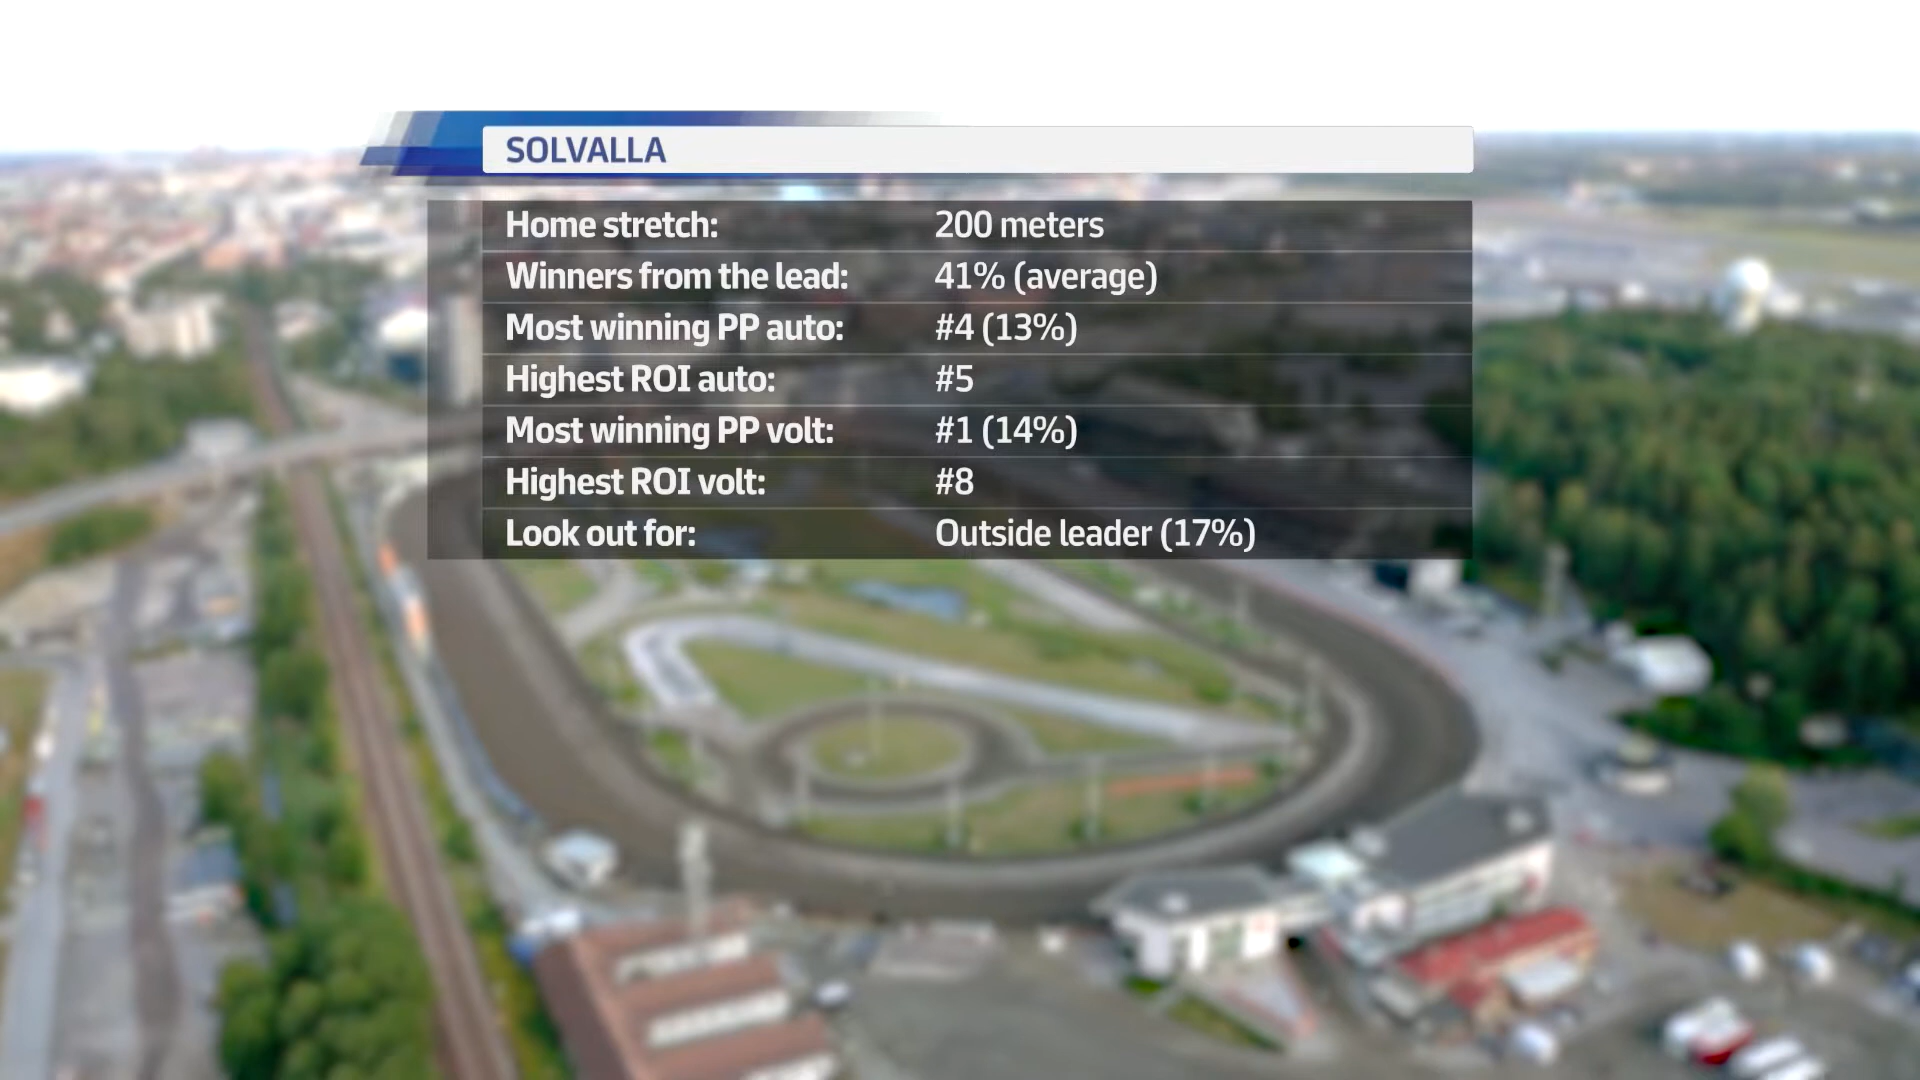 SOLVALLA
Home stretch: 200 meters
Winners from the lead: 41% (average)
Most winning PP auto: #4 (13%)
Highest ROI auto: #5
Most winning PP volt: #1 (14%)
Highest ROI volt: #8
Look out for: Outside leader (17%)